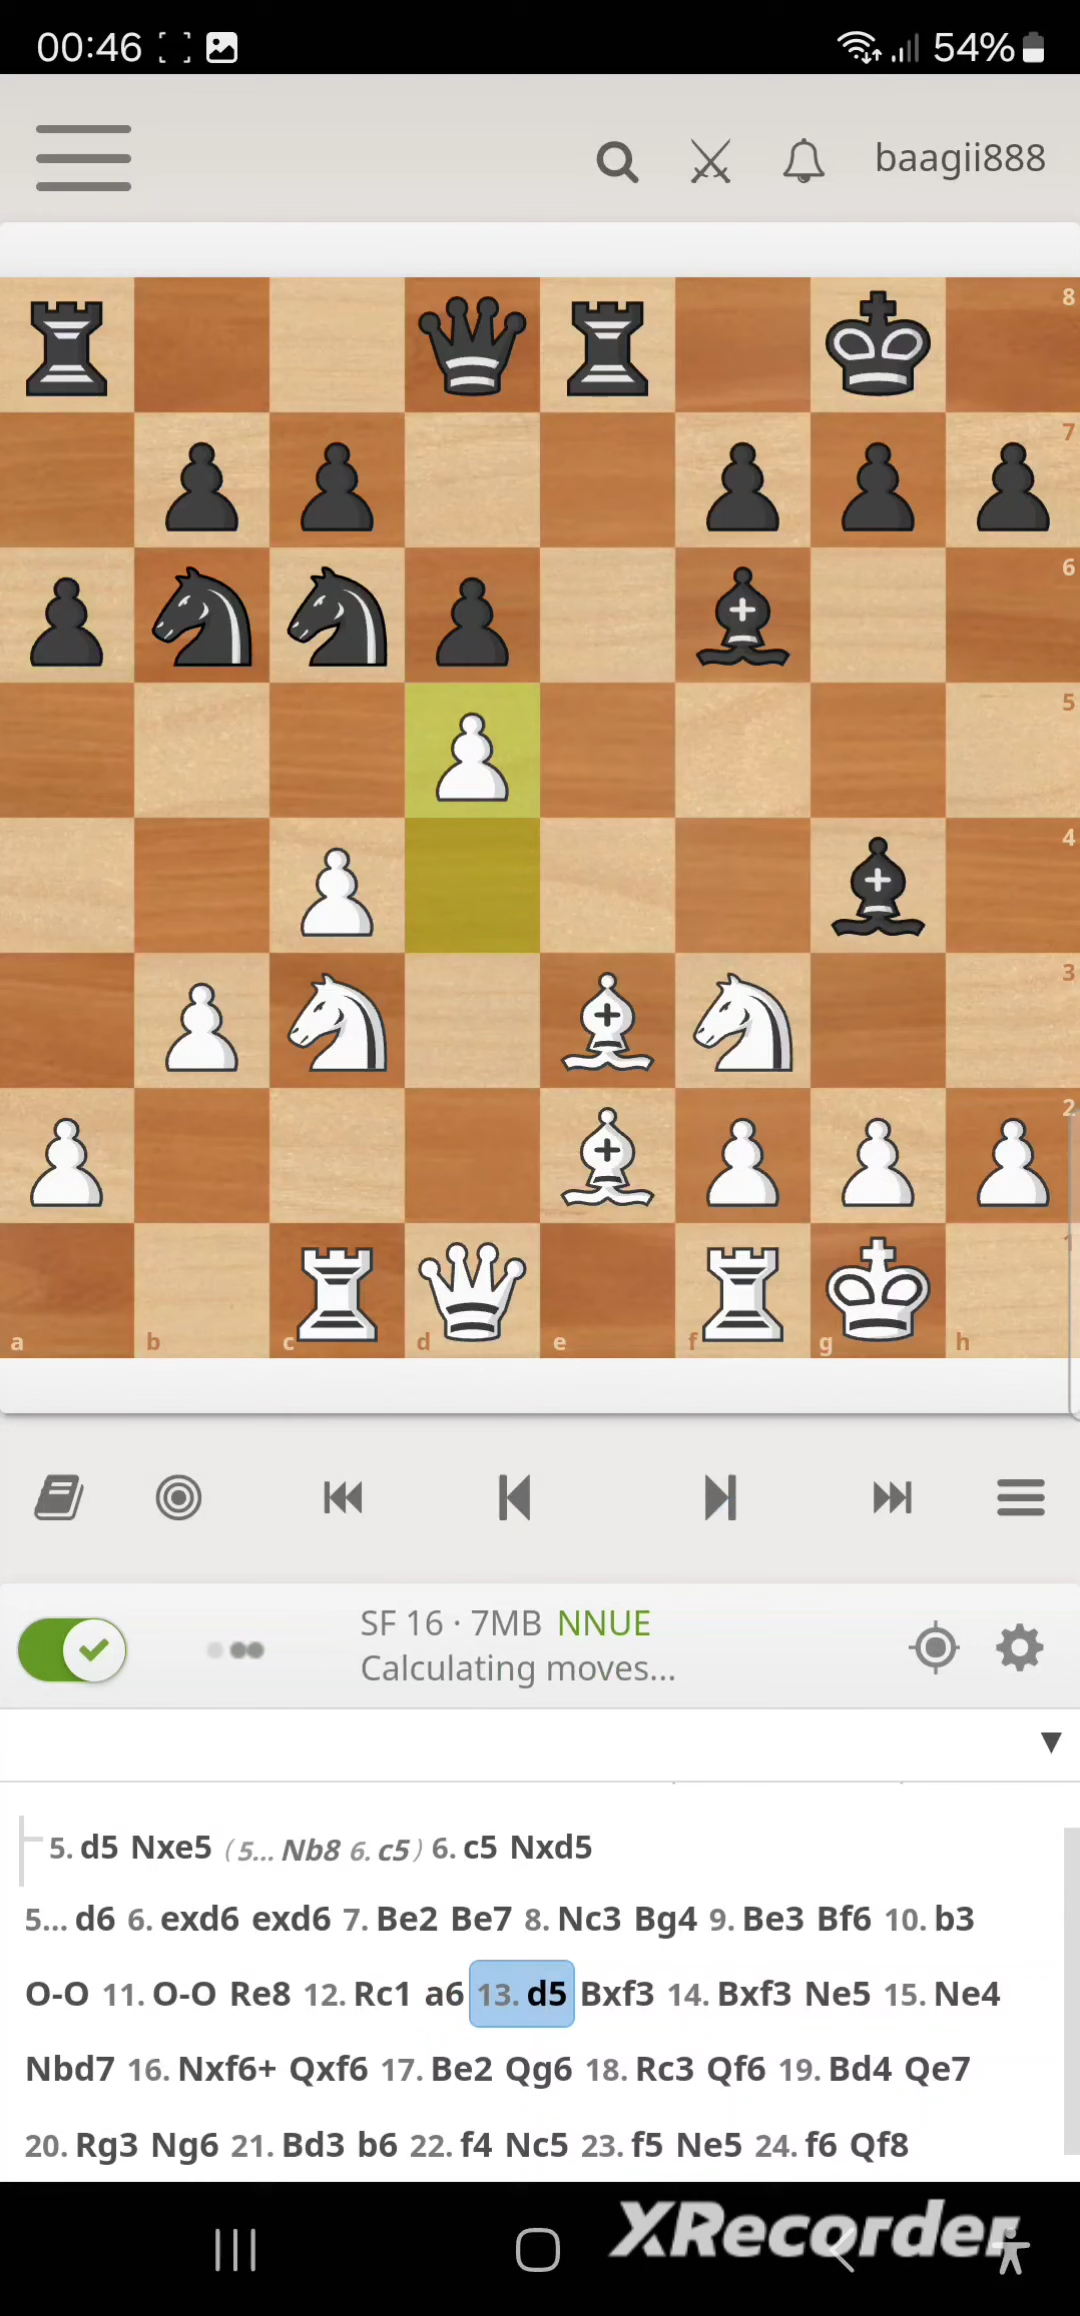 00:46 54%
baagii888
8
7
6
5
4
3
2
1
a b c d e f g h
SF 16 · 7MB NNUE
Calculating moves...
▼
5. d5 Nxe5 (5... Nb8 6. c5) 6. c5 Nxd5
5... d6 6. exd6 exd6 7. Be2 Be7 8. Nc3 Bg4 9. Be3 Bf6 10. b3
O-O 11. O-O Re8 12. Rc1 a6 13. d5 Bxf3 14. Bxf3 Ne5 15. Ne4
Nbd7 16. Nxf6+ Qxf6 17. Be2 Qg6 18. Rc3 Qf6 19. Bd4 Qe7
20. Rg3 Ng6 21. Bd3 b6 22. f4 Nc5 23. f5 Ne5 24. f6 Qf8
XRecorder